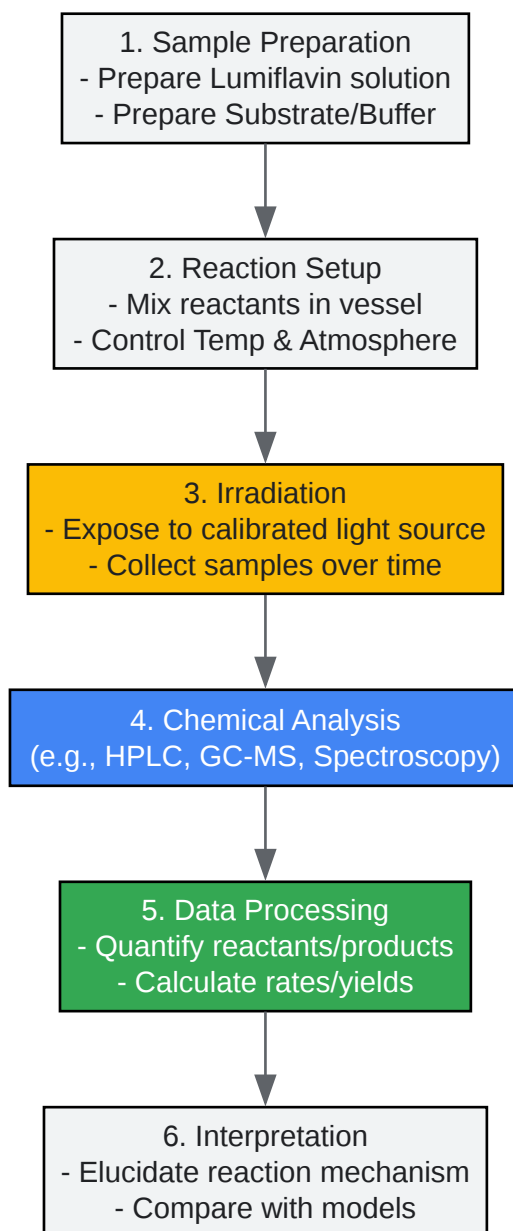 1. Sample Preparation
- Prepare Lumiflavin solution
- Prepare Substrate/Buffer
2. Reaction Setup
- Mix reactants in vessel
- Control Temp & Atmosphere
3. Irradiation
- Expose to calibrated light source
- Collect samples over time
4. Chemical Analysis
(e.g., HPLC, GC-MS, Spectroscopy)
5. Data Processing
- Quantify reactants/products
- Calculate rates/yields
6. Interpretation
- Elucidate reaction mechanism
- Compare with models